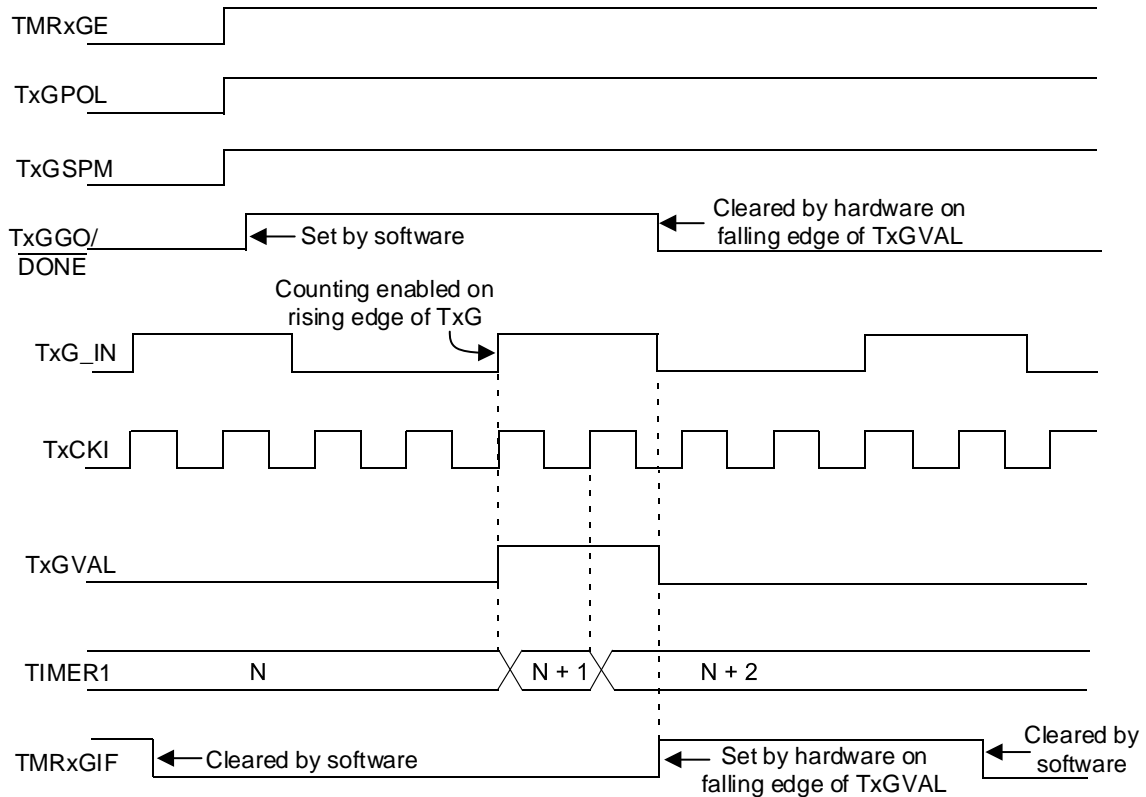 TMRxGE
TxGPOL
TxGSPM
TxGGO/
DONE
Set by software
Cleared by hardware on
falling edge of TxGVAL
Counting enabled on
rising edge of TxG
TxG_IN
TxCKI
TxGVAL
TIMER1
N
N + 1
N + 2
TMRxGIF
Cleared by software
Set by hardware on
falling edge of TxGVAL
Cleared by
software